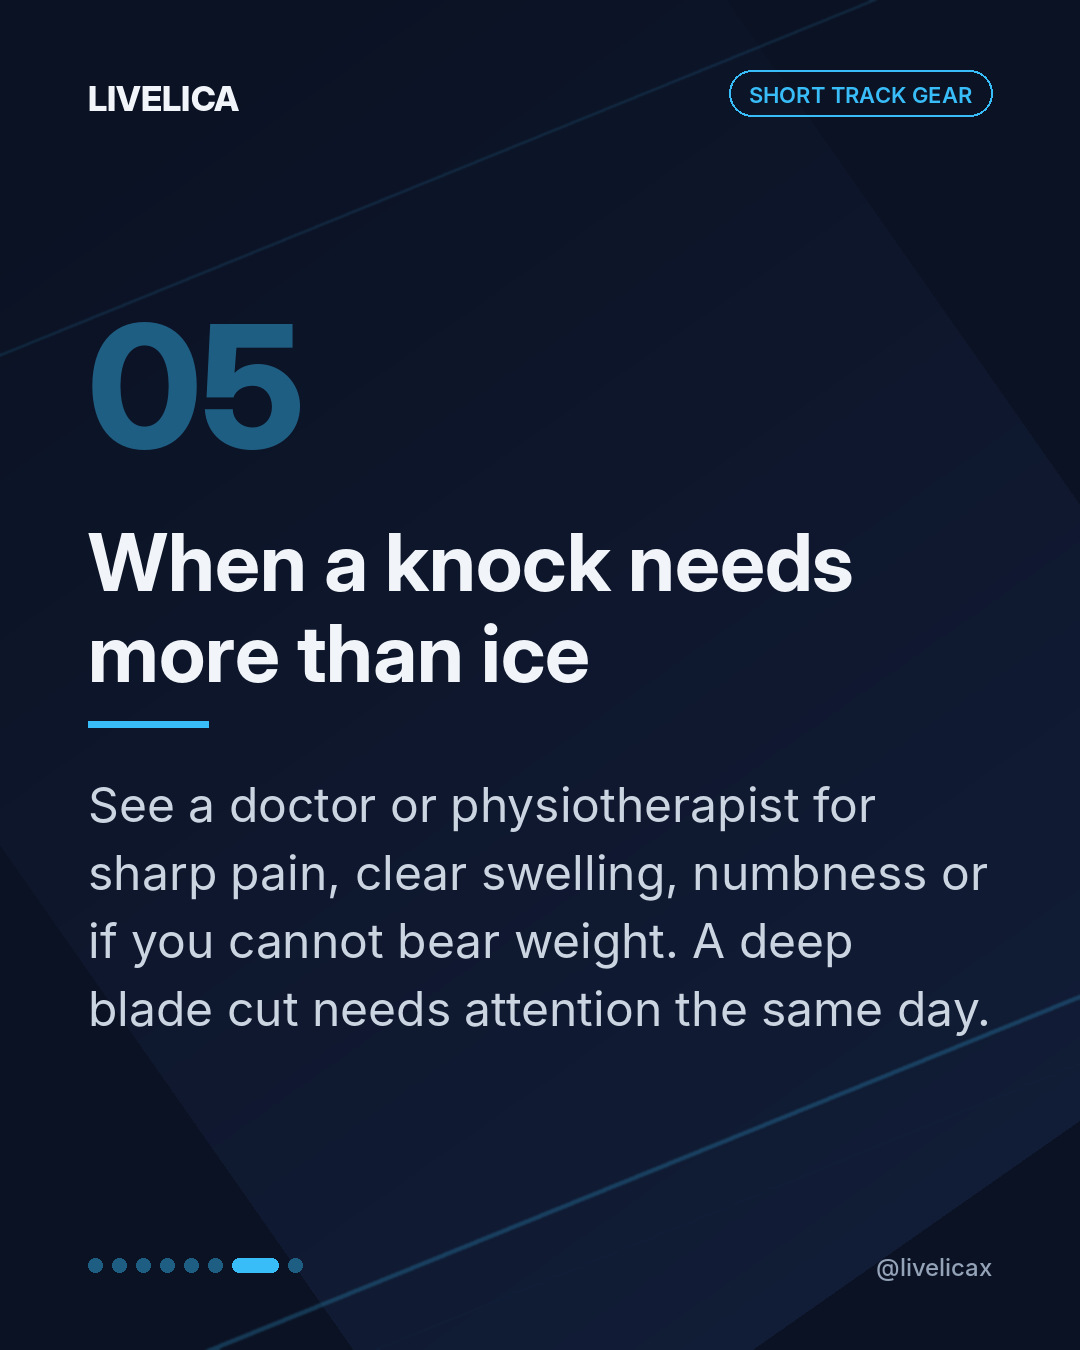 LIVELICA
SHORT TRACK GEAR
05
When a knock needs
more than ice
See a doctor or physiotherapist for
sharp pain, clear swelling, numbness or
if you cannot bear weight. A deep
blade cut needs attention the same day.
@livelicax